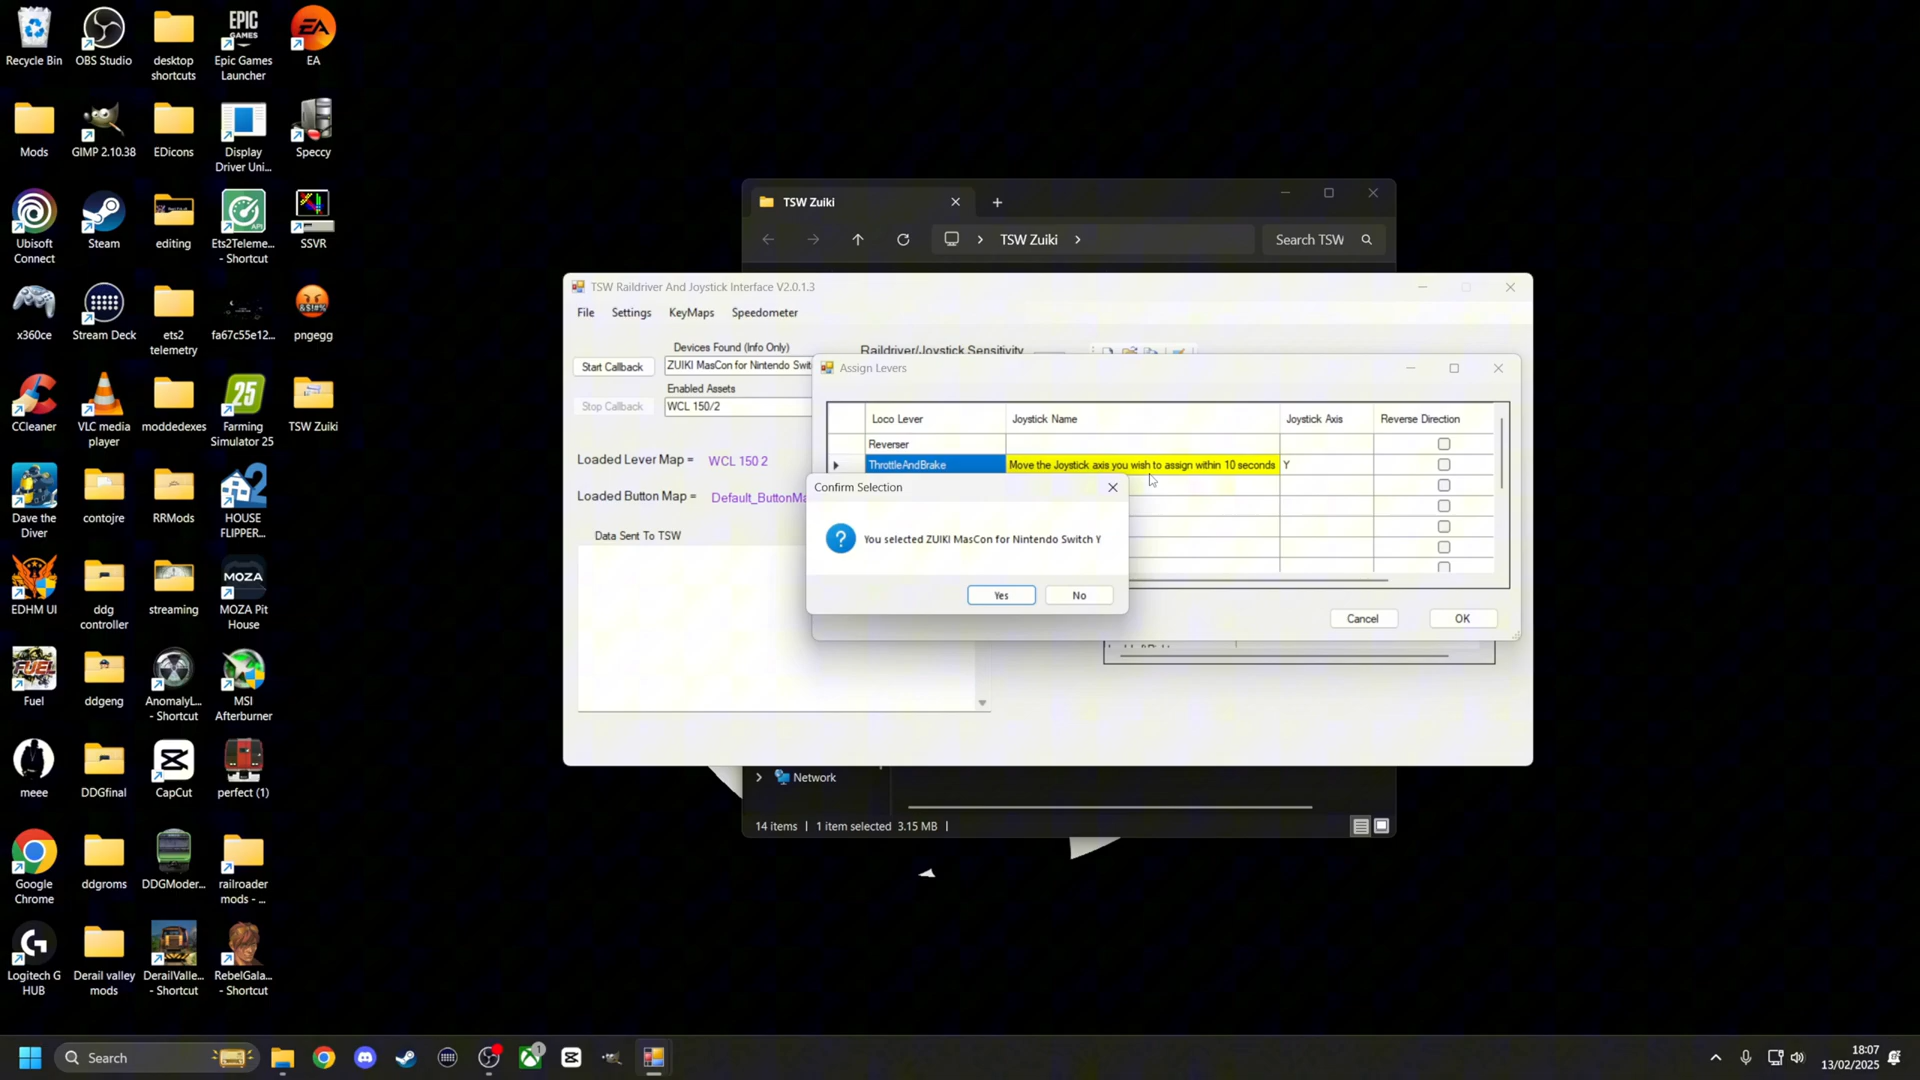 Recycle Bin
OBS Studio
desktop
shortcuts
EPIC
GAMES
Epic Games
Launcher
EA
EA
Mods
GIMP 2.10.38
EDicons
Display
Driver Uni...
Speccy
Ubisoft
Connect
Steam
editing
API
Ets2Teleme...
- Shortcut
SSVR
x360ce
Stream Deck
ets2
telemetry
fa67c55e12...
&$!#%
pngegg
CCleaner
VLC media
player
moddedexes
25
Farming
Simulator 25
TSW Zuiki
Dave the
Diver
contojre
RRMods
HOUSE
FLIPPER...
EDHM UI
ddg
controller
streaming
MOZA
MOZA Pit
House
FUEL
Fuel
ddgeng
AnomalyL...
- Shortcut
MSI
Afterburner
meee
DDGfinal
CapCut
perfect (1)
Google
Chrome
ddgroms
DDGModer...
railroader
mods - ...
Logitech G
HUB
Derail valley
mods
DerailValle...
- Shortcut
RebelGala...
- Shortcut
TSW Zuiki
TSW Zuiki
Search TSW
TSW Raildriver And Joystick Interface V2.0.1.3
File Settings KeyMaps Speedometer
Devices Found (Info Only)
Raildriver/Joystick Sensitivity
Start Callback
ZUIKI MasCon for Nintendo Swit
Enabled Assets
Stop Callback
WCL 150/2
Loaded Lever Map = WCL 150 2
Loaded Button Map = Default_ButtonMa
Data Sent To TSW
Assign Levers
Loco Lever Joystick Name Joystick Axis Reverse Direction
Reverser
ThrottleAndBrake Move the Joystick axis you wish to assign within 10 seconds Y
Confirm Selection
You selected ZUIKI MasCon for Nintendo Switch Y
Yes No
Cancel OK
Network
14 items 1 item selected 3.15 MB
Search
1
18:07
13/02/2025